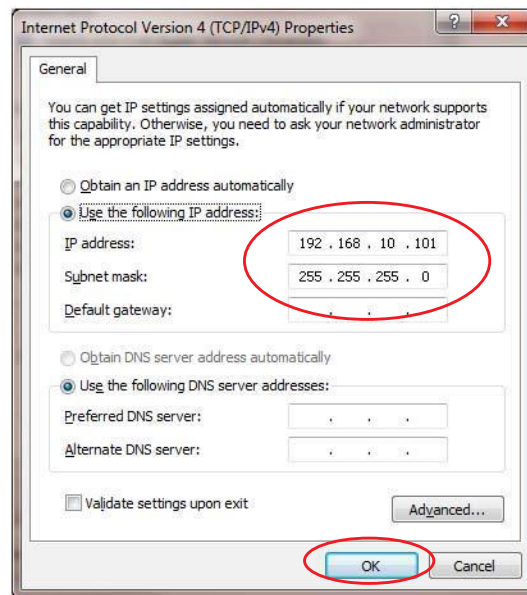 Internet Protocol Version 4 (TCP/IPv4) Properties
General
You can get IP settings assigned automatically if your network supports
this capability. Otherwise, you need to ask your network administrator
for the appropriate IP settings.
Obtain an IP address automatically
Use the following IP address:
IP address: 192 . 168 . 10 . 101
Subnet mask: 255 . 255 . 255 . 0
Default gateway: . . .
Obtain DNS server address automatically
Use the following DNS server addresses:
Preferred DNS server: . . .
Alternate DNS server: . . .
Validate settings upon exit
Advanced...
OK Cancel